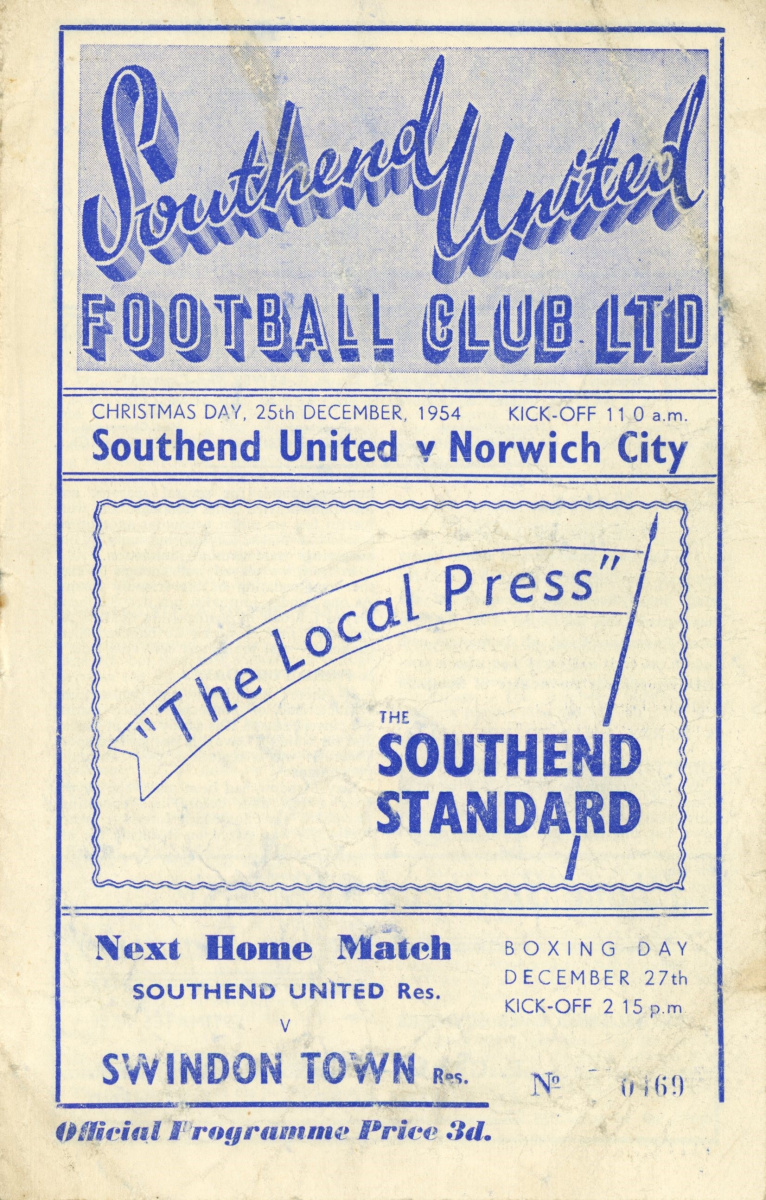 Southend United
FOOTBALL CLUB LTD
CHRISTMAS DAY, 25th DECEMBER, 1954 KICK-OFF 11 0 a.m.
Southend United v Norwich City
"The Local Press"
THE
SOUTHEND
STANDARD
Next Home Match
SOUTHEND UNITED Res.
V
SWINDON TOWN Res.
BOXING DAY
DECEMBER 27th
KICK-OFF 2 15 p.m
Nº 0469
Official Programme Price 3d.